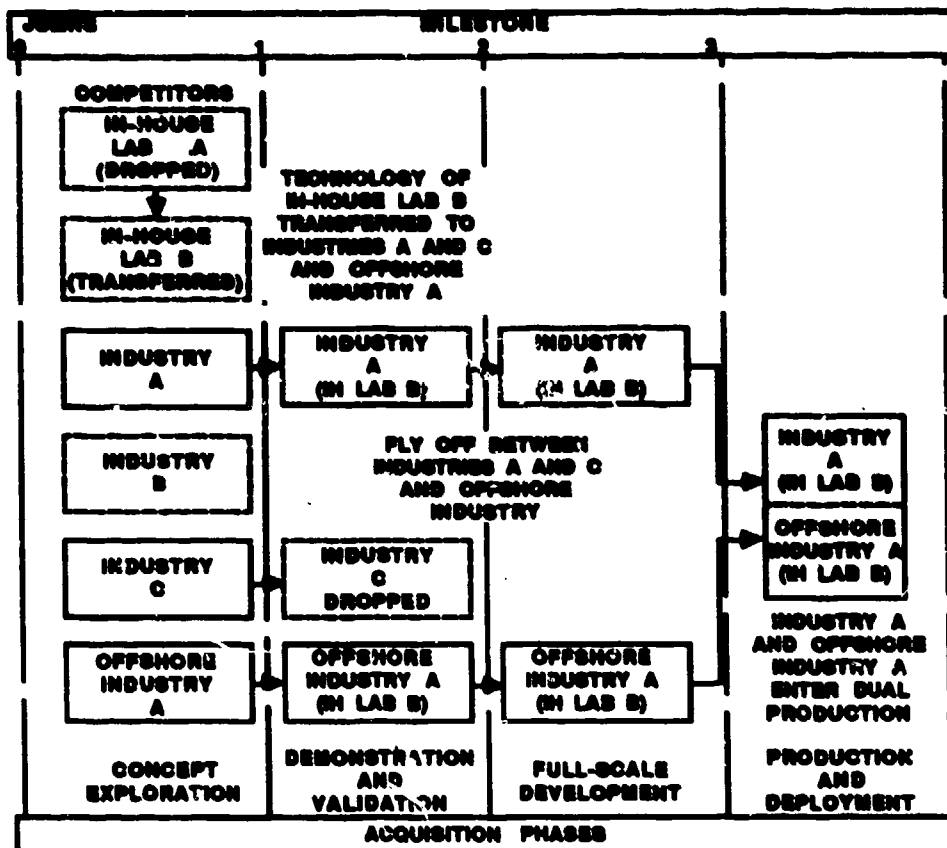 MILESTONE
1 2 3
COMPETITORS
IN-HOUSE
LAB A
(DROPPED)
IN-HOUSE
LAB B
(TRANSFERRED)
TECHNOLOGY OF
IN-HOUSE LAB B
TRANSFERRED TO
INDUSTRIES A AND C
AND OFFSHORE
INDUSTRY A
INDUSTRY
A
INDUSTRY
A
(IN LAB B)
INDUSTRY
A
(IN LAB B)
INDUSTRY
B
FLY OFF BETWEEN
INDUSTRIES A AND C
AND OFFSHORE
INDUSTRY
INDUSTRY
A
(IN LAB B)
OFFSHORE
INDUSTRY A
(IN LAB B)
INDUSTRY
C
INDUSTRY
C
DROPPED
OFFSHORE
INDUSTRY
A
OFFSHORE
INDUSTRY A
(IN LAB B)
OFFSHORE
INDUSTRY A
(IN LAB B)
INDUSTRY A
AND OFFSHORE
INDUSTRY A
ENTER DUAL
PRODUCTION
CONCEPT
EXPLORATION
DEMONSTRATION
AND
VALIDATION
FULL-SCALE
DEVELOPMENT
PRODUCTION
AND
DEPLOYMENT
ACQUISITION PHASES